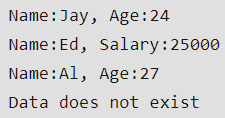 Name:Jay, Age:24
Name:Ed, Salary:25000
Name:Al, Age:27
Data does not exist